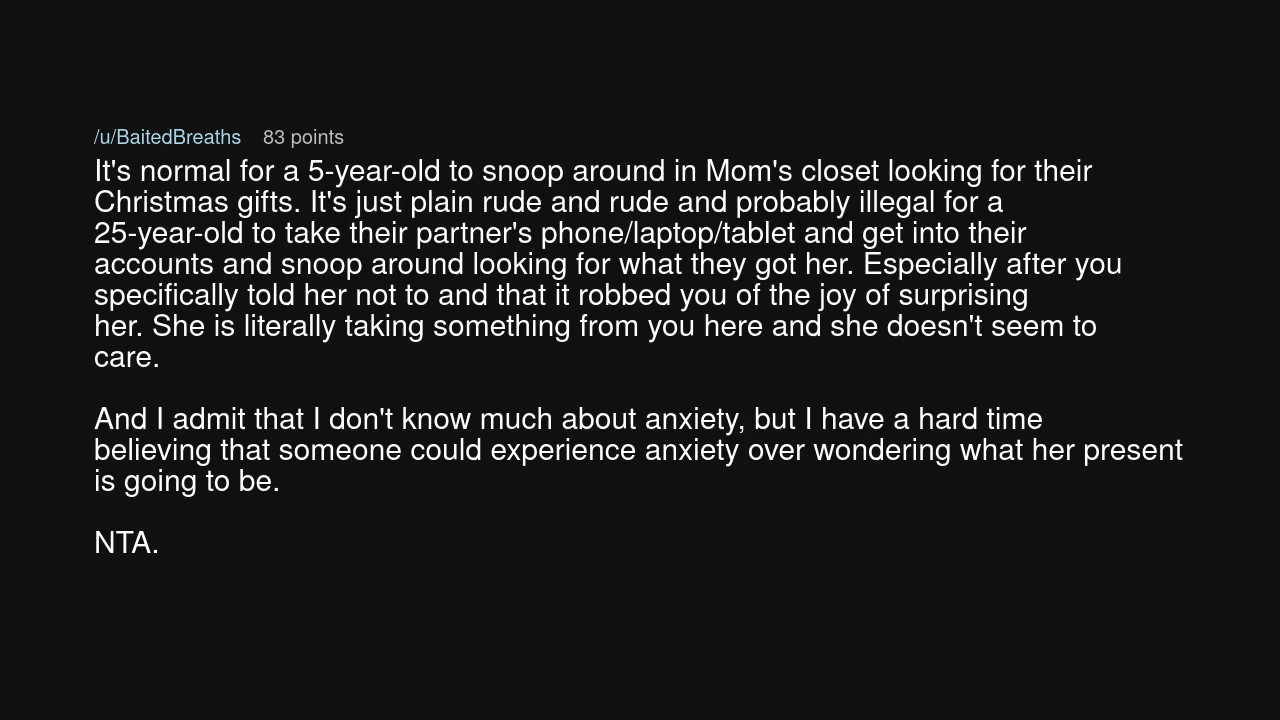 /u/BaitedBreaths 83 points
It's normal for a 5-year-old to snoop around in Mom's closet looking for their
Christmas gifts. It's just plain rude and rude and probably illegal for a
25-year-old to take their partner's phone/laptop/tablet and get into their
accounts and snoop around looking for what they got her. Especially after you
specifically told her not to and that it robbed you of the joy of surprising
her. She is literally taking something from you here and she doesn't seem to
care.
And I admit that I don't know much about anxiety, but I have a hard time
believing that someone could experience anxiety over wondering what her present
is going to be.
NTA.